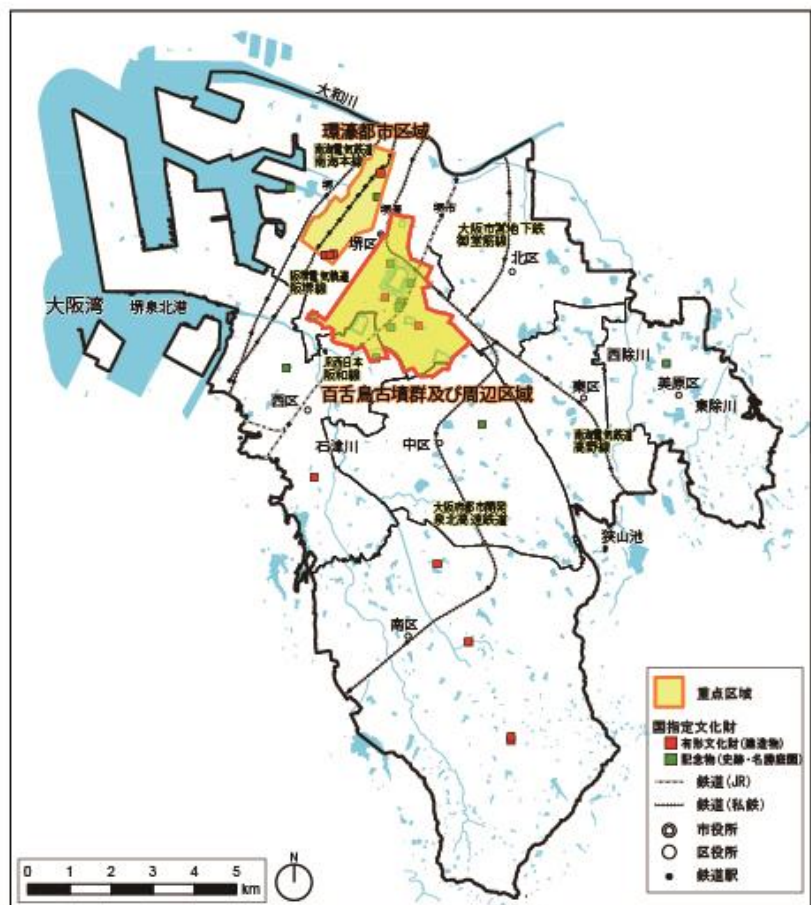 大和川
環濠都市区域
南海電気鉄道
南海本線
堺
堺東
堺市
大阪市営地下鉄
御堂筋線
堺区
北区
阪堺電気軌道
阪堺線
大阪湾
堺泉北港
JR西日本
阪和線
西除川
美原区
東区
東除川
百舌鳥古墳群及び周辺区域
西区
石津川
中区
南海電気鉄道
高野線
大阪府都市開発
泉北高速鉄道
狭山池
南区
重点区域
国指定文化財
有形文化財(建造物)
記念物(史跡・名勝庭園)
鉄道(JR)
鉄道(私鉄)
市役所
区役所
鉄道駅
0 1 2 3 4 5
km
N